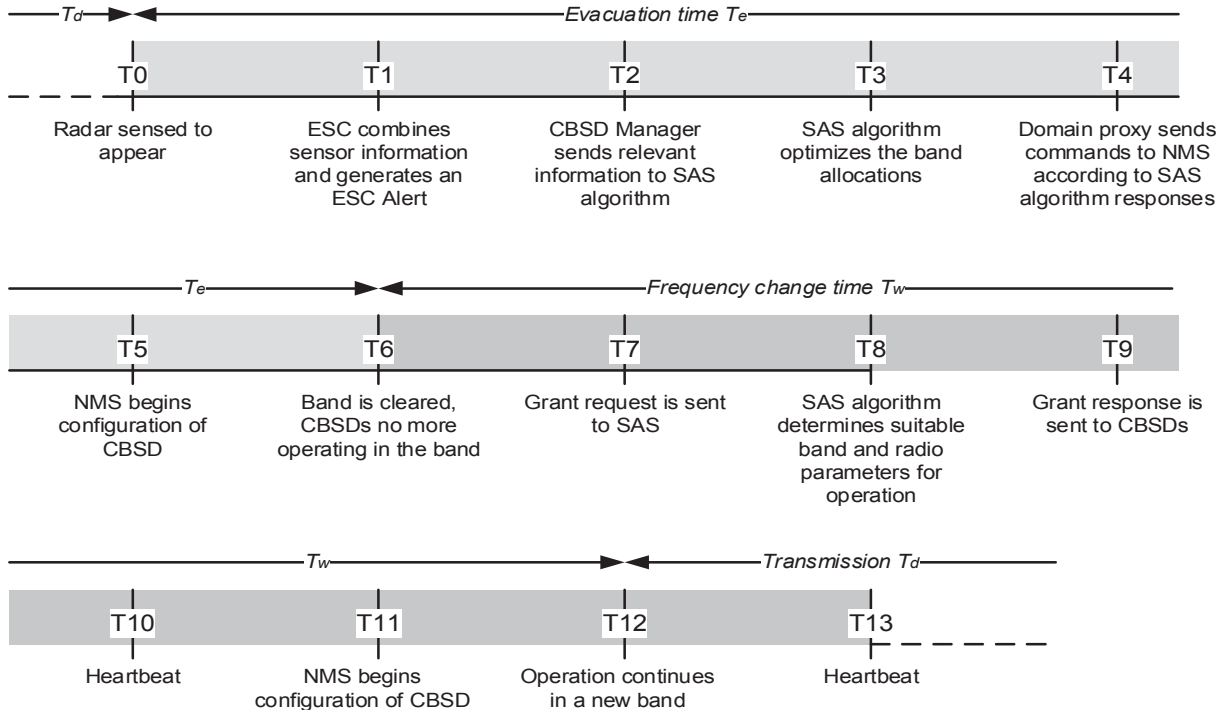 Td Evacuation time Te
T0 T1 T2 T3 T4
Radar sensed to
appear
ESC combines
sensor information
and generates an
ESC Alert
CBSD Manager
sends relevant
information to SAS
algorithm
SAS algorithm
optimizes the band
allocations
Domain proxy sends
commands to NMS
according to SAS
algorithm responses
Te Frequency change time Tw
T5 T6 T7 T8 T9
NMS begins
configuration of
CBSD
Band is cleared,
CBSDs no more
operating in the band
Grant request is sent
to SAS
SAS algorithm
determines suitable
band and radio
parameters for
operation
Grant response is
sent to CBSDs
Tw Transmission Td
T10 T11 T12 T13
Heartbeat
NMS begins
configuration of CBSD
Operation continues
in a new band
Heartbeat